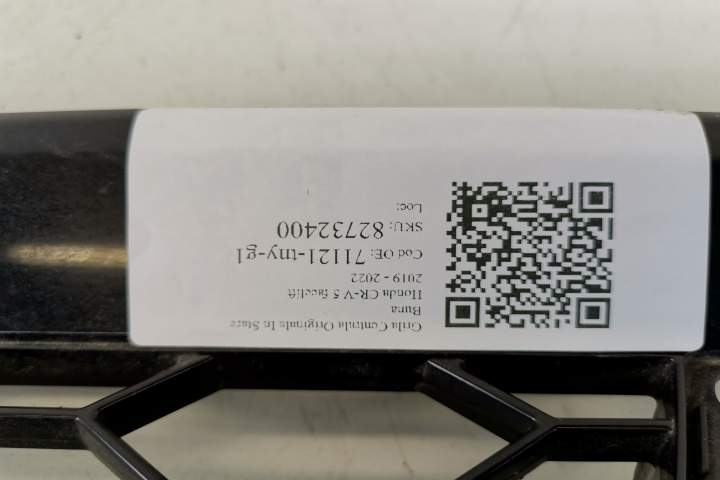 Grila Centrala Originala In Stare
Buna
Honda CR-V 5 facelift
2019 - 2022
Cod OE: 71121-tny-g1
SKU: 82732400
Loc: